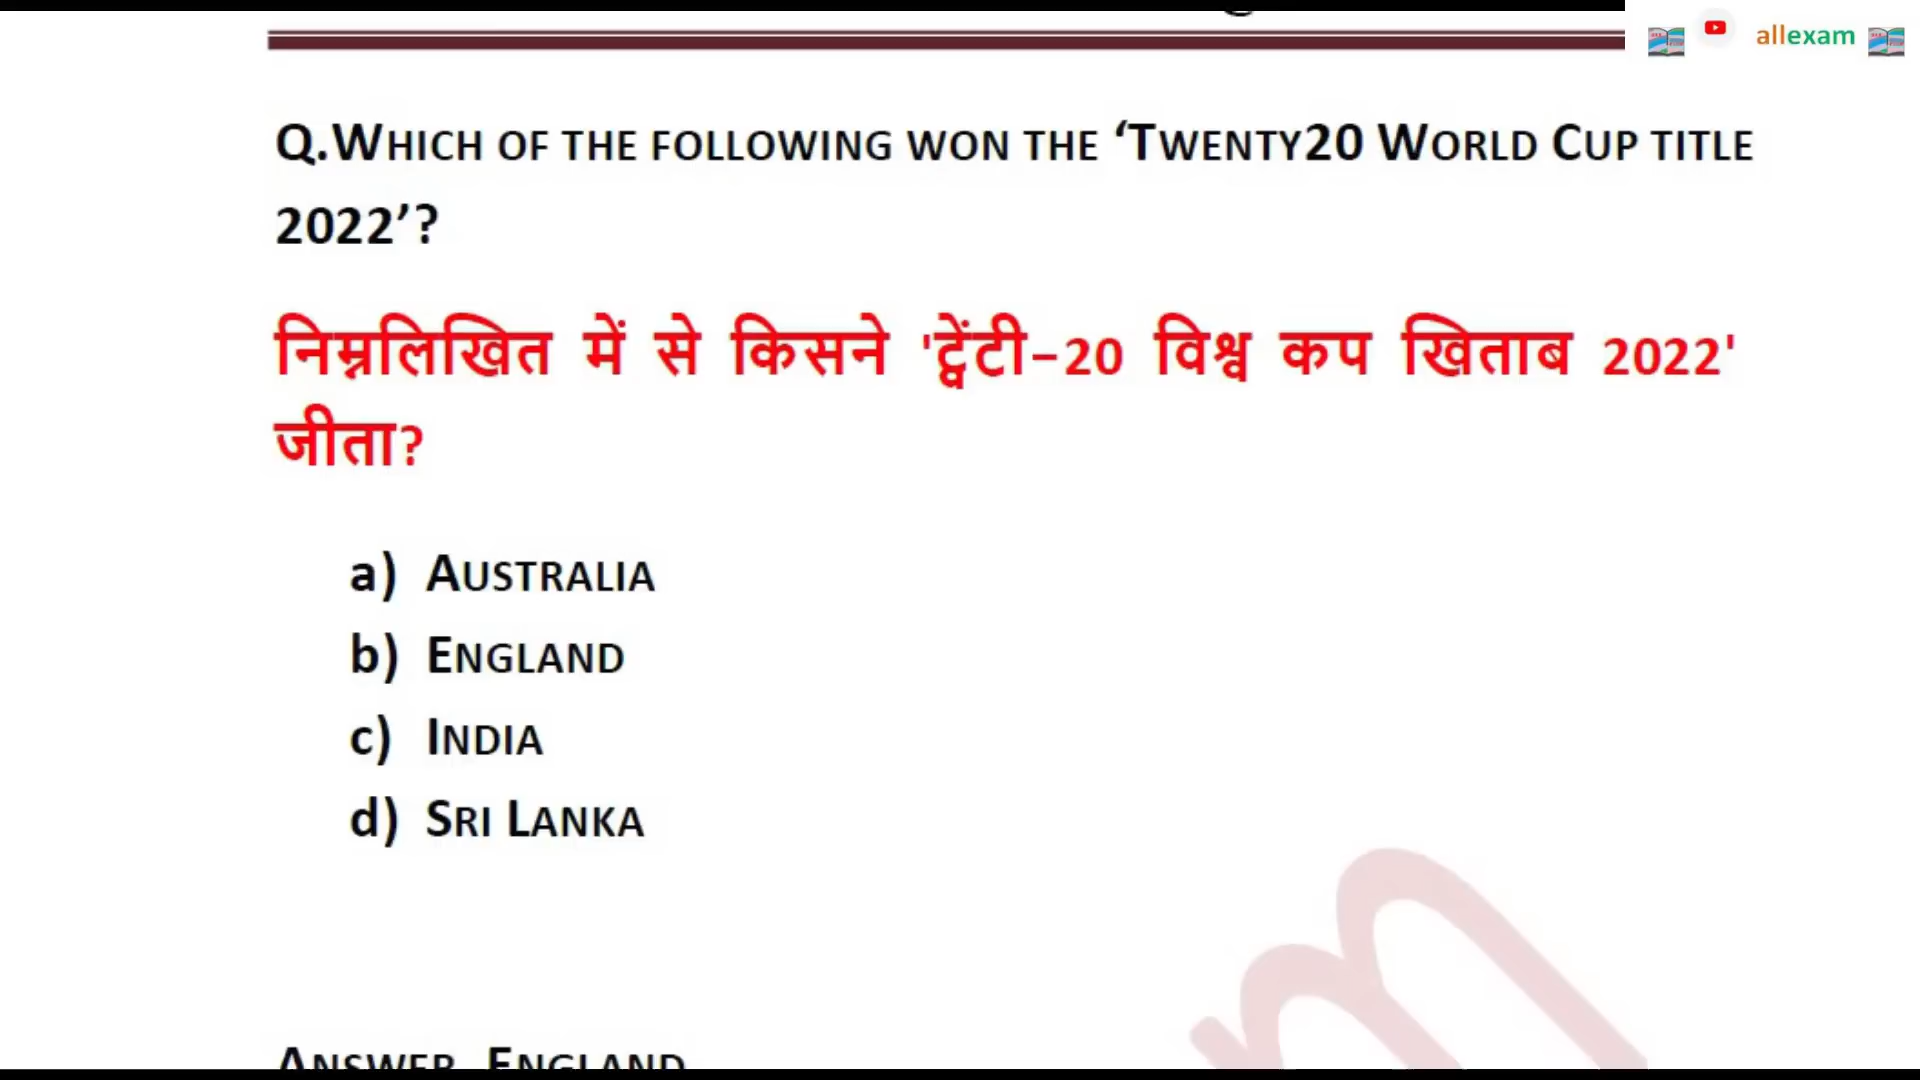 allexam
Q.WHICH OF THE FOLLOWING WON THE ‘TWENTY20 WORLD CUP TITLE
2022’?
निम्नलिखित में से किसने 'ट्वेंटी-20 विश्व कप खिताब 2022'
जीता?
a) AUSTRALIA
b) ENGLAND
c) INDIA
d) SRI LANKA
ANSWER ENGLAND